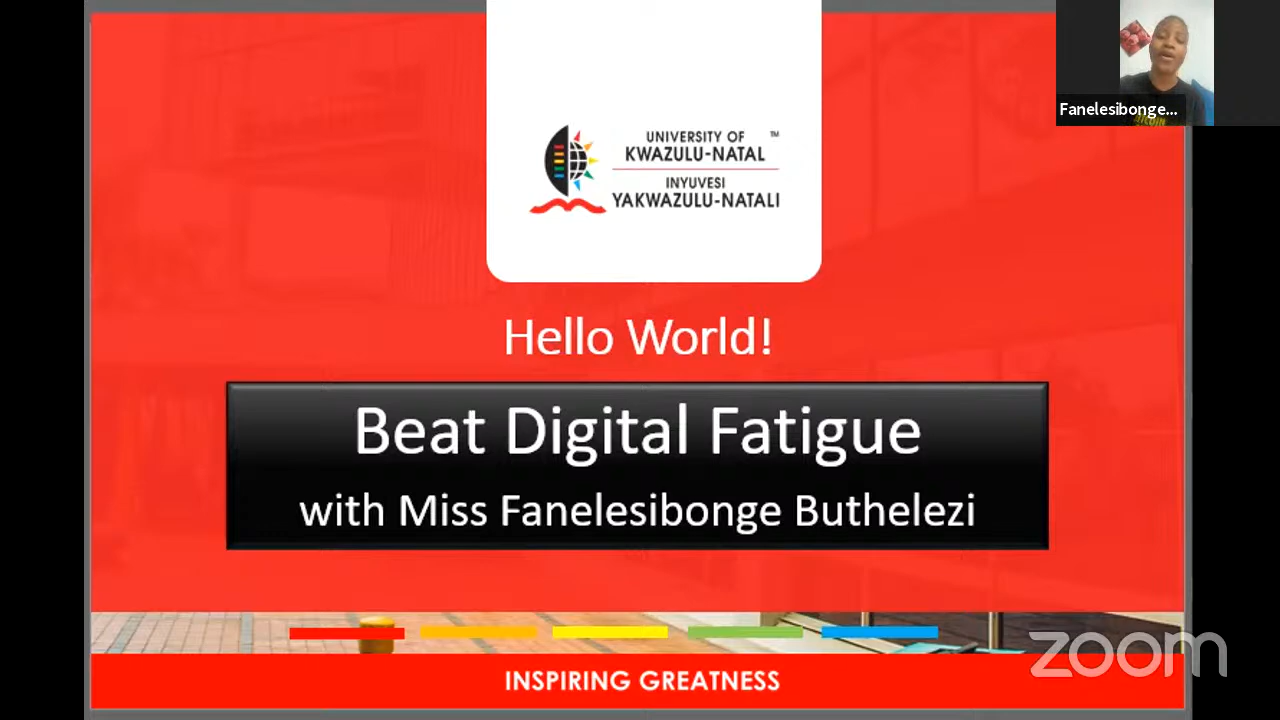 UNIVERSITY OF ™
KWAZULU-NATAL
INYUVESI
YAKWAZULU-NATALI
Fanelesibonge...
Hello World!
Beat Digital Fatigue
with Miss Fanelesibonge Buthelezi
INSPIRING GREATNESS
zoom